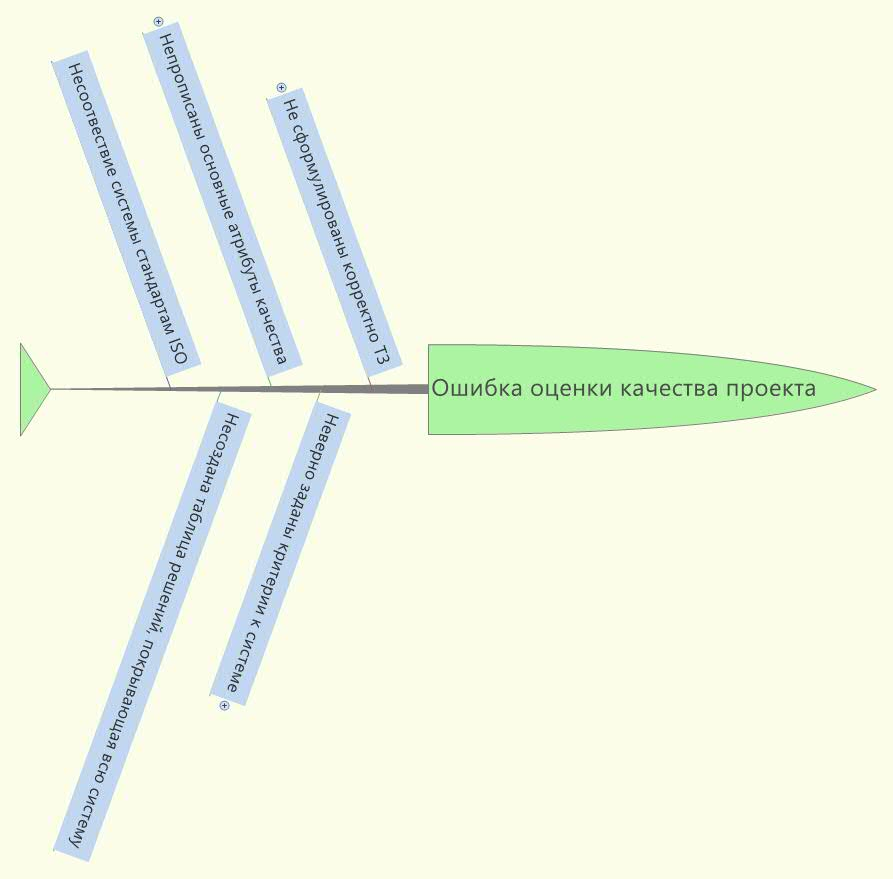 Несоотвествие системы стандартам ISO
Непрописаны основные атрибуты качества
Не сформулированы корректно ТЗ
Ошибка оценки качества проекта
Несоздана таблица решений, покрывающая всю систему
Неверно заданы критерии к системе